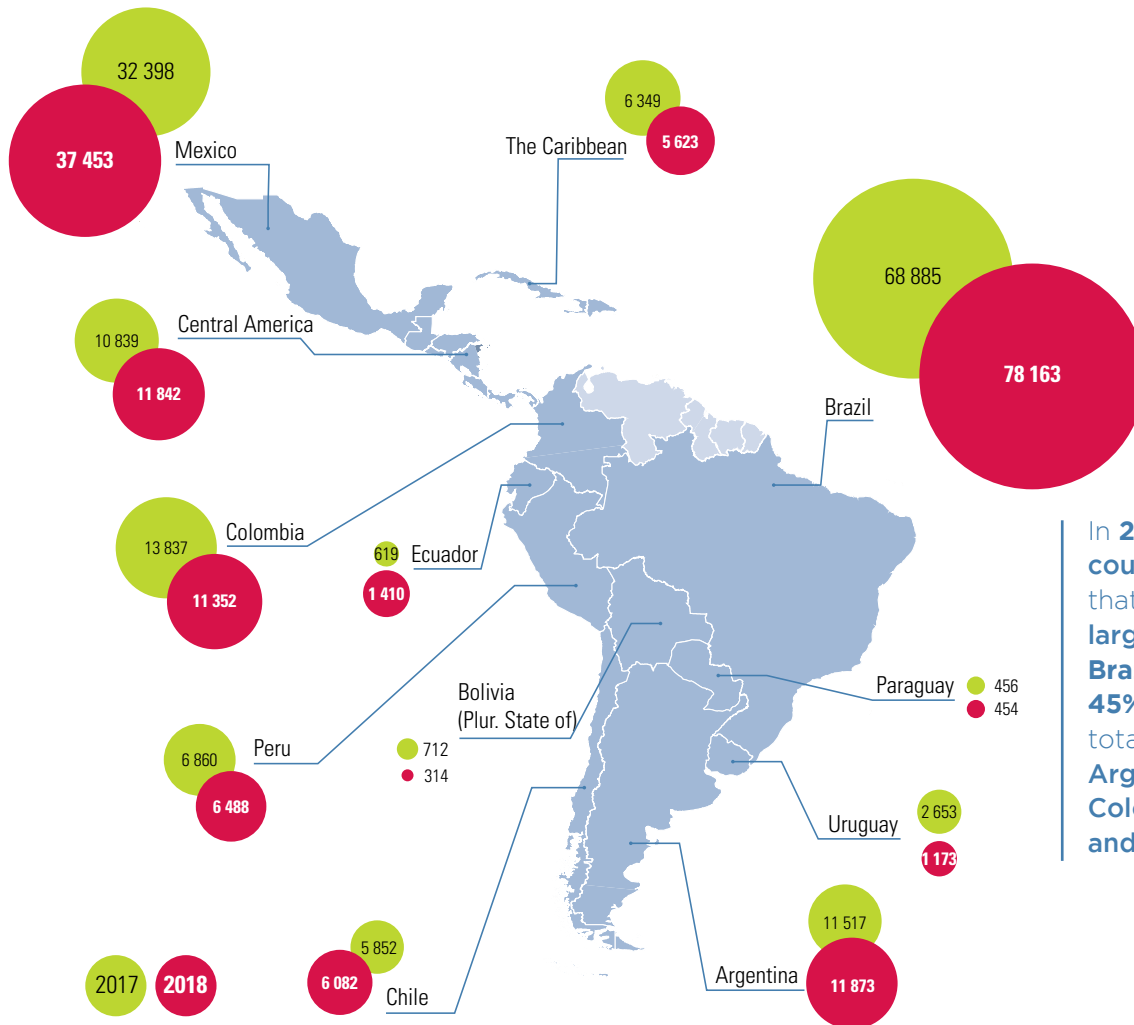 32 398
37 453
Mexico
6 349
5 623
The Caribbean
68 885
78 163
Brazil
10 839
11 842
Central America
13 837
11 352
Colombia
619
1 410
Ecuador
6 860
6 488
Peru
Bolivia
(Plur. State of)
712
314
Paraguay
456
454
Uruguay
2 653
1 173
5 852
6 082
Chile
11 517
11 873
Argentina
2017
2018
In 2
cou
that
larg
Bra
45%
tota
Arg
Colo
and